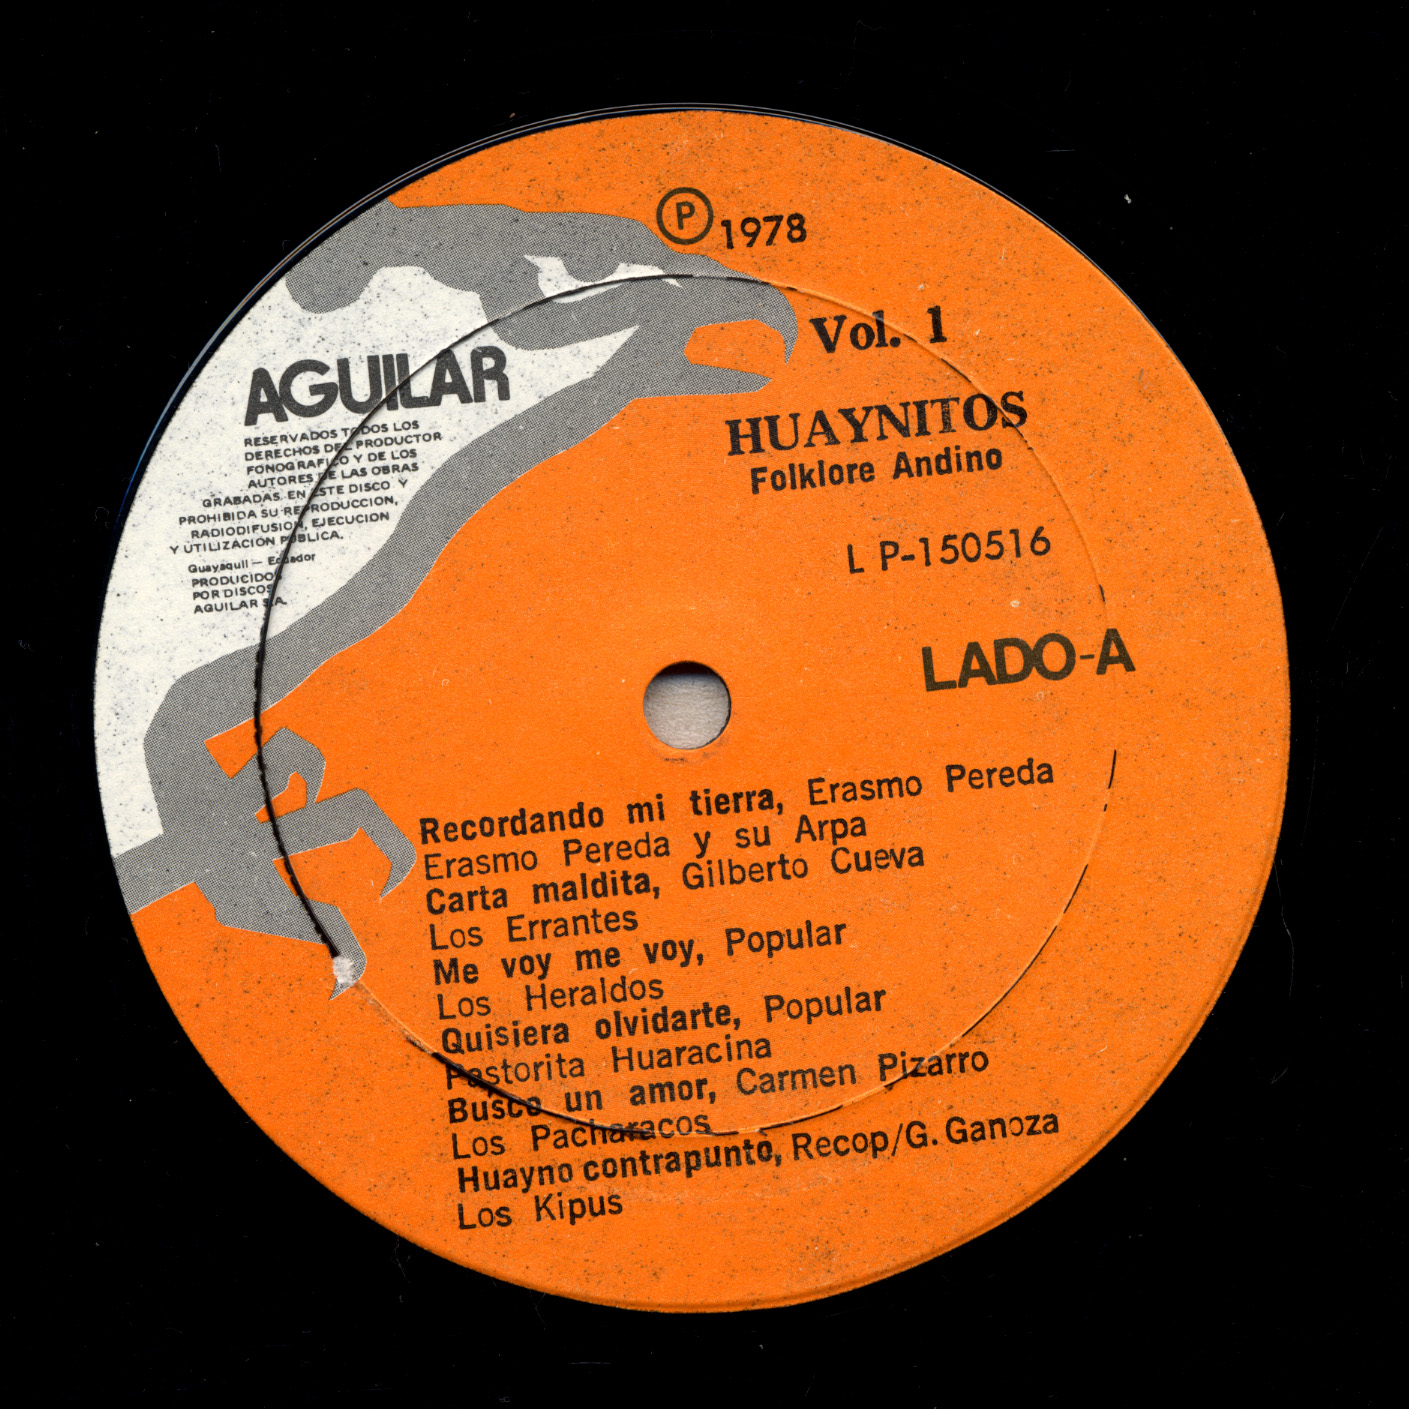 Ⓟ 1978
Vol. 1
HUAYNITOS
Folklore Andino
L P-150516
LADO-A
AGUILAR
RESERVADOS TODOS LOS
DERECHOS DEL PRODUCTOR
FONOGRAFICO Y DE LOS
AUTORES DE LAS OBRAS
GRABADAS EN ESTE DISCO Y
PROHIBIDA SU REPRODUCCION,
RADIODIFUSION, EJECUCION
Y UTILIZACION PUBLICA.
Guayaquil — Ecuador
PRODUCIDO
POR DISCOS
AGUILAR S.A.
Recordando mi tierra, Erasmo Pereda
Erasmo Pereda y su Arpa
Carta maldita, Gilberto Cueva
Los Errantes
Me voy me voy, Popular
Los Heraldos
Quisiera olvidarte, Popular
Pastorita Huaracina
Busco un amor, Carmen Pizarro
Los Pacharacos
Huayno contrapunto, Recop/G. Ganoza
Los Kipus